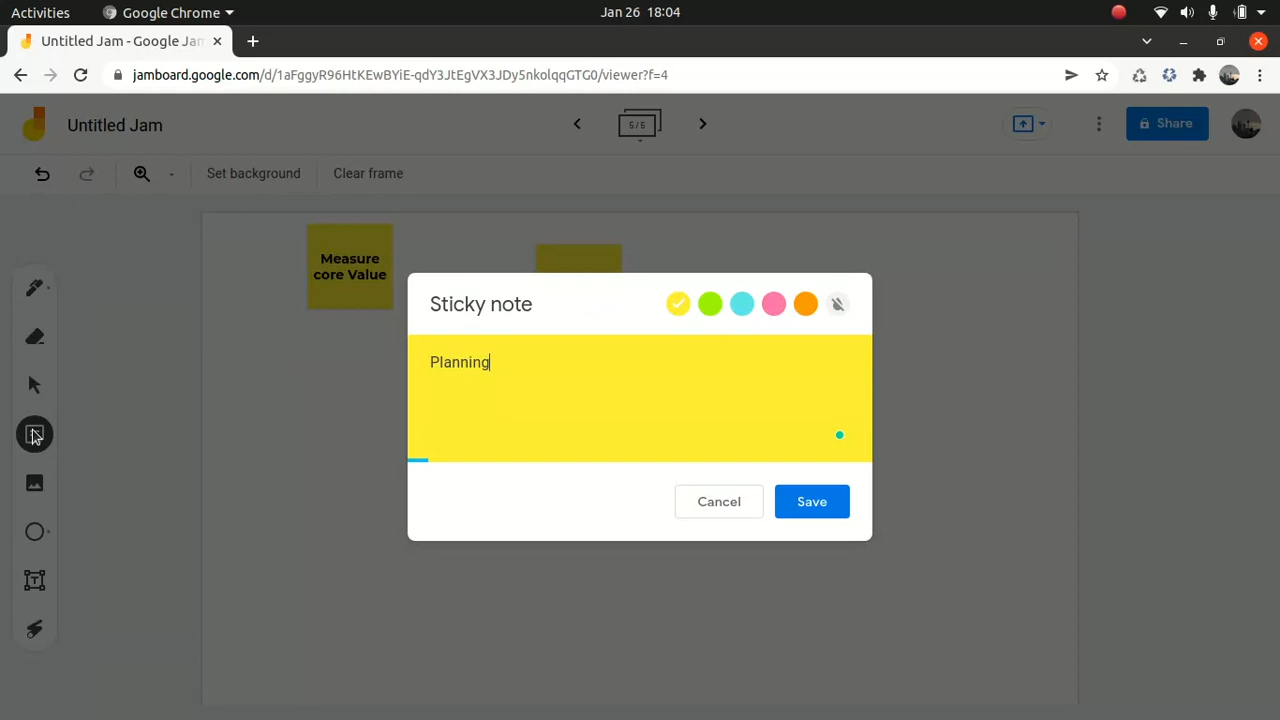 Activities
Google Chrome
Jan 26 18:04
Untitled Jam - Google Jam
jamboard.google.com/d/1aFggyR96HtKEwBYiE-qdY3JtEgVX3JDy5nkolqqGTG0/viewer?f=4
Untitled Jam
5/5
Share
Set background
Clear frame
Measure
core Value
Sticky note
Planning
Cancel
Save